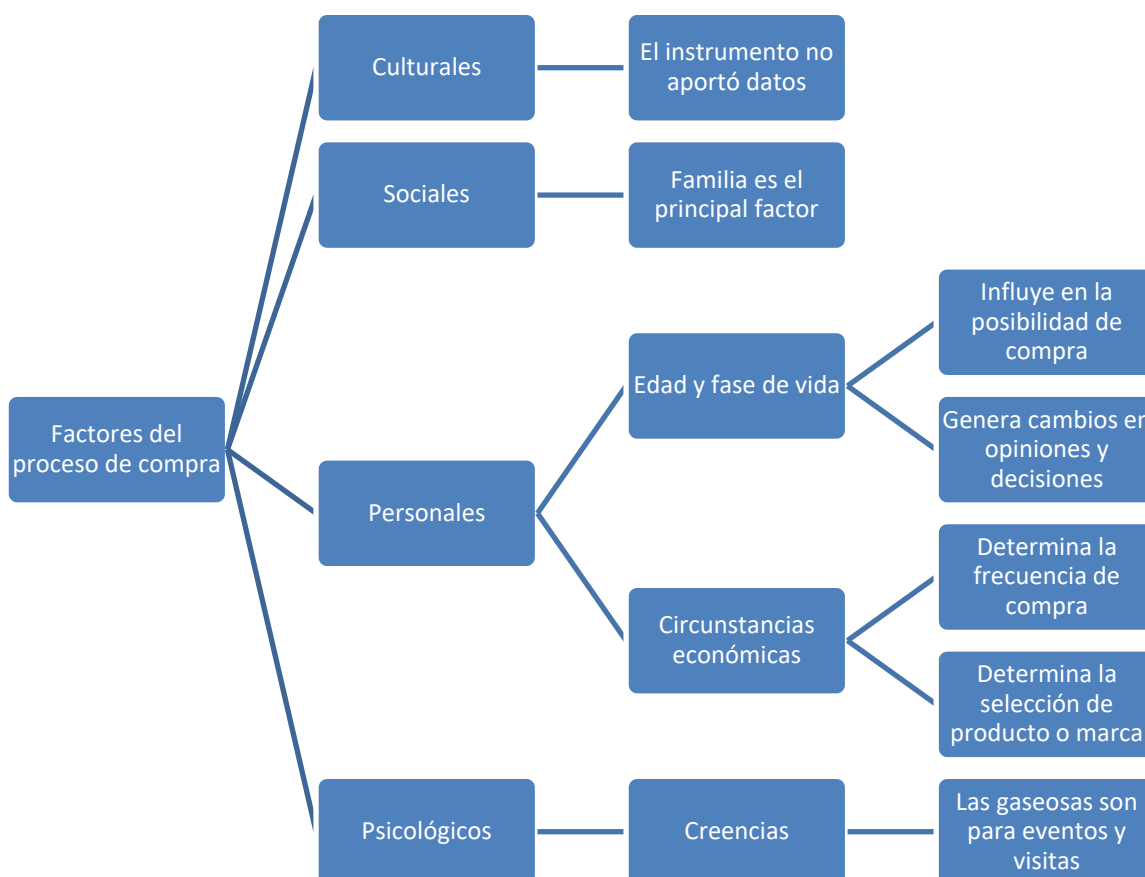 Factores del
proceso de compra
Culturales
El instrumento no
aportó datos
Sociales
Familia es el
principal factor
Personales
Edad y fase de vida
Influye en la
posibilidad de
compra
Genera cambios en
opiniones y
decisiones
Circunstancias
económicas
Determina la
frecuencia de
compra
Determina la
selección de
producto o marca
Psicológicos
Creencias
Las gaseosas son
para eventos y
visitas